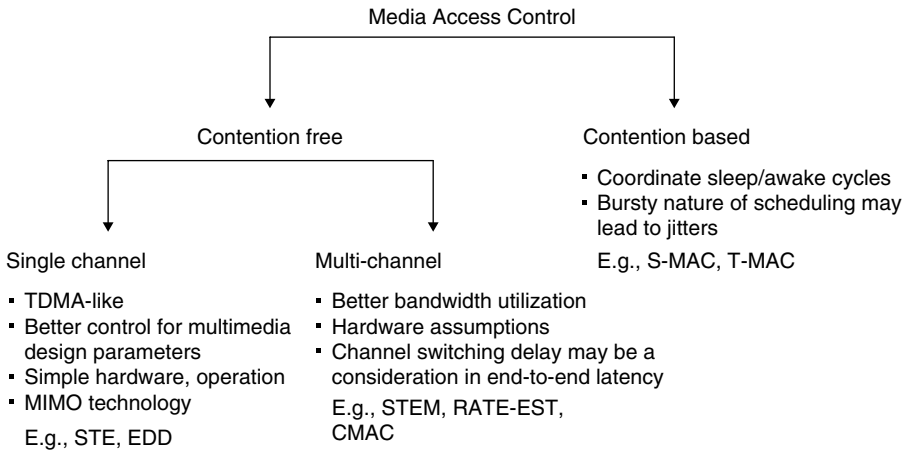 Media Access Control
Contention free
Contention based
▪ Coordinate sleep/awake cycles
▪ Bursty nature of scheduling may
lead to jitters
E.g., S-MAC, T-MAC
Single channel
▪ TDMA-like
▪ Better control for multimedia
design parameters
▪ Simple hardware, operation
▪ MIMO technology
E.g., STE, EDD
Multi-channel
▪ Better bandwidth utilization
▪ Hardware assumptions
▪ Channel switching delay may be a
consideration in end-to-end latency
E.g., STEM, RATE-EST,
CMAC